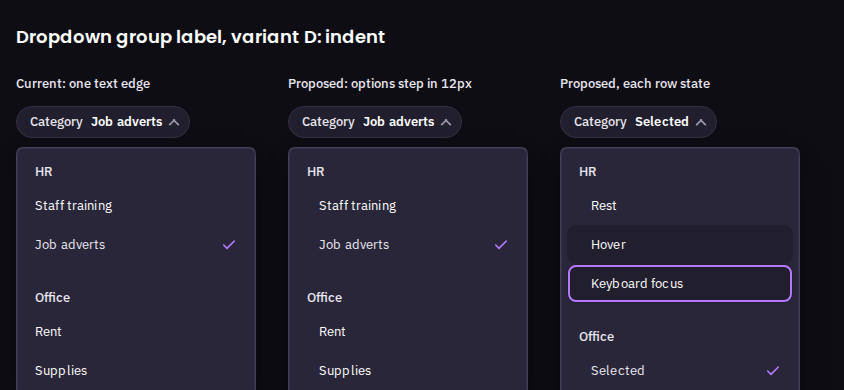 Dropdown group label, variant D: indent
Current: one text edge
Category Job adverts
HR
Staff training
Job adverts
Office
Rent
Supplies
Proposed: options step in 12px
Category Job adverts
HR
Staff training
Job adverts
Office
Rent
Supplies
Proposed, each row state
Category Selected
HR
Rest
Hover
Keyboard focus
Office
Selected